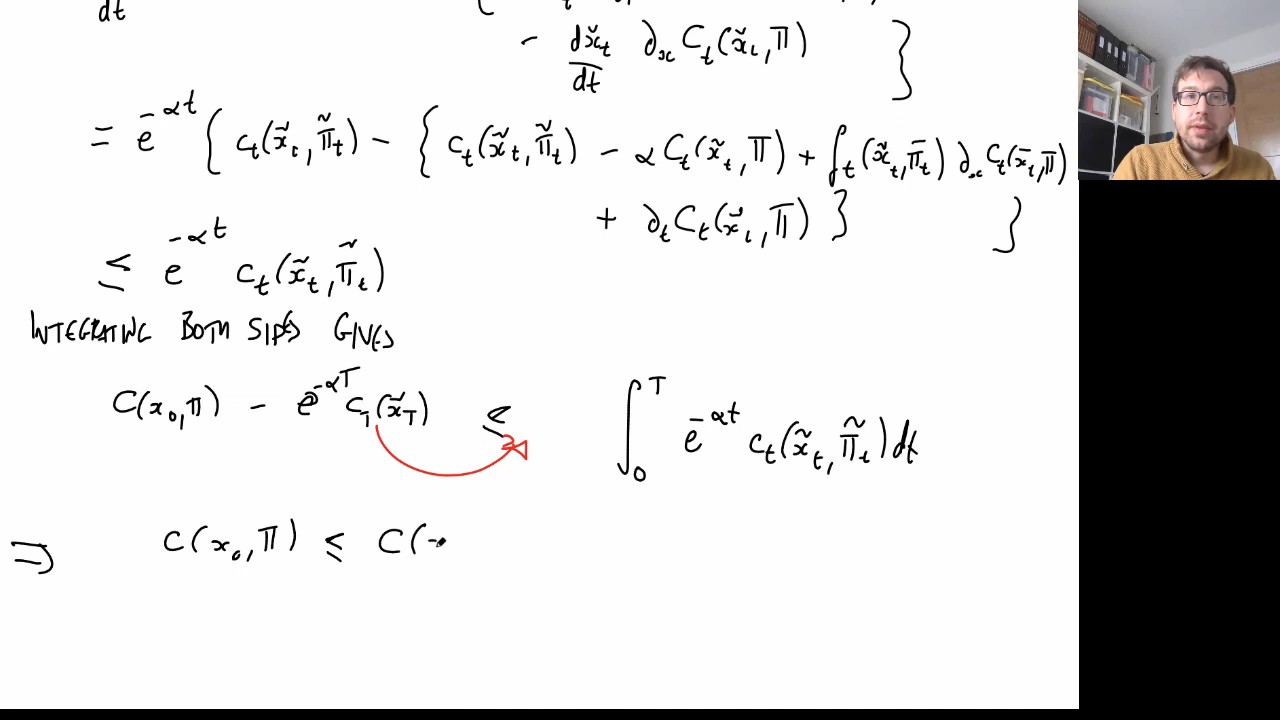 dt
- dx̃_t/dt ∂_x C_t(x̃_t, Π) }
= e^{-αt} { c_t(x̃_t, π̃_t) - { c_t(x̃_t, π̃_t) - α C_t(x̃_t, Π) + f_t(x̃_t, π̃_t) ∂_x C_t(x̃_t, Π)
+ ∂_t C_t(x̃_t, Π) } }
≤ e^{-αt} c_t(x̃_t, π̃_t)
INTEGRATING BOTH SIDES GIVES
C(x_0, Π) - e^{-αT} C_T(x̃_T) ≤ ∫_0^T e^{-αt} c_t(x̃_t, π̃_t) dt
⇒ C(x_0, Π) ≤ C(